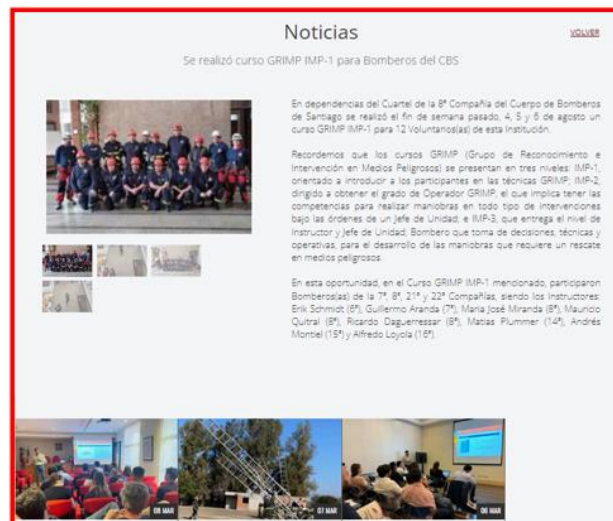 Noticias
VOLVER
Se realizó curso GRIMP IMP-1 para Bomberos del CBS
En dependencias del Cuartel de la 8ª Compañía del Cuerpo de Bomberos
de Santiago se realizó el fin de semana pasado, 4, 5 y 6 de agosto un
curso GRIMP IMP-1 para 12 Voluntarios(as) de esta Institución.
Recordemos que los cursos GRIMP (Grupo de Reconocimiento e
Intervención en Medios Peligrosos) se presentan en tres niveles: IMP-1,
orientado a introducir a los participantes en las técnicas GRIMP; IMP-2,
dirigido a obtener el grado de Operador GRIMP, el que implica tener las
competencias para realizar maniobras en todo tipo de intervenciones
bajo las órdenes de un Jefe de Unidad; e IMP-3, que entrega el nivel de
Instructor y Jefe de Unidad; Bombero que toma de decisiones, técnicas y
operativas, para el desarrollo de las maniobras que requiere un rescate
en medios peligrosos.
En esta oportunidad, en el Curso GRIMP IMP-1 mencionado, participaron
Bomberos(as) de la 7ª, 8ª, 21ª y 22ª Compañías, siendo los Instructores:
Erik Schmidt (6ª), Guillermo Aranda (7ª), María José Miranda (8ª), Mauricio
Quitral (8ª), Ricardo Daguerressar (8ª), Matías Plummer (14ª), Andrés
Montiel (15ª) y Alfredo Loyola (16ª).
08 MAR
07 MAR
06 MAR